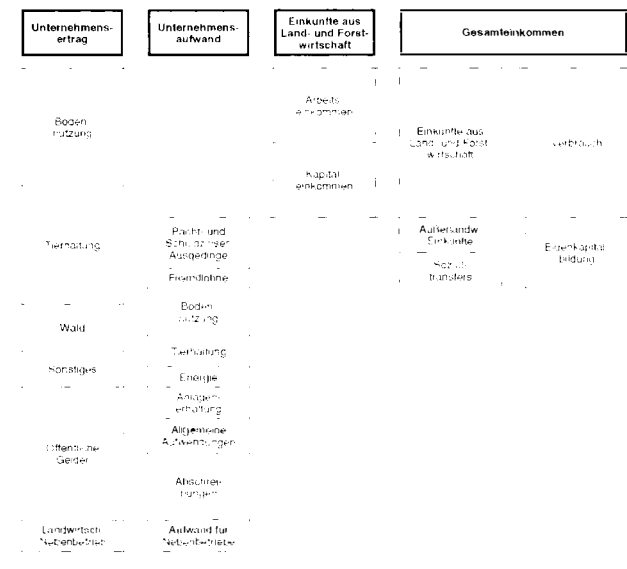 Unternehmens-
ertrag
Unternehmens-
aufwand
Einkünfte aus
Land- und Forst-
wirtschaft
Gesamteinkommen
Boden
nutzung
Arbeits
einkommen
Kapital
einkommen
Einkünfte aus
Land- und Forst
wirtschaft
verbrauch
Tierhaltung
Pacht- und
Ausgedinge
Fremdlöhne
Außerlandw
Einkünfte
Sozial-
transfers
Eigenkapital
bildung
Wald
Boden
nutzung
Sonstiges
Tierhaltung
Energie
Anlagen
erhaltung
Öffentliche
Gelder
Allgemeine
Aufwendungen
Abschrei
bungen
Landwirtsch
Nebenbetrieb
Aufwand für
Nebenbetriebe